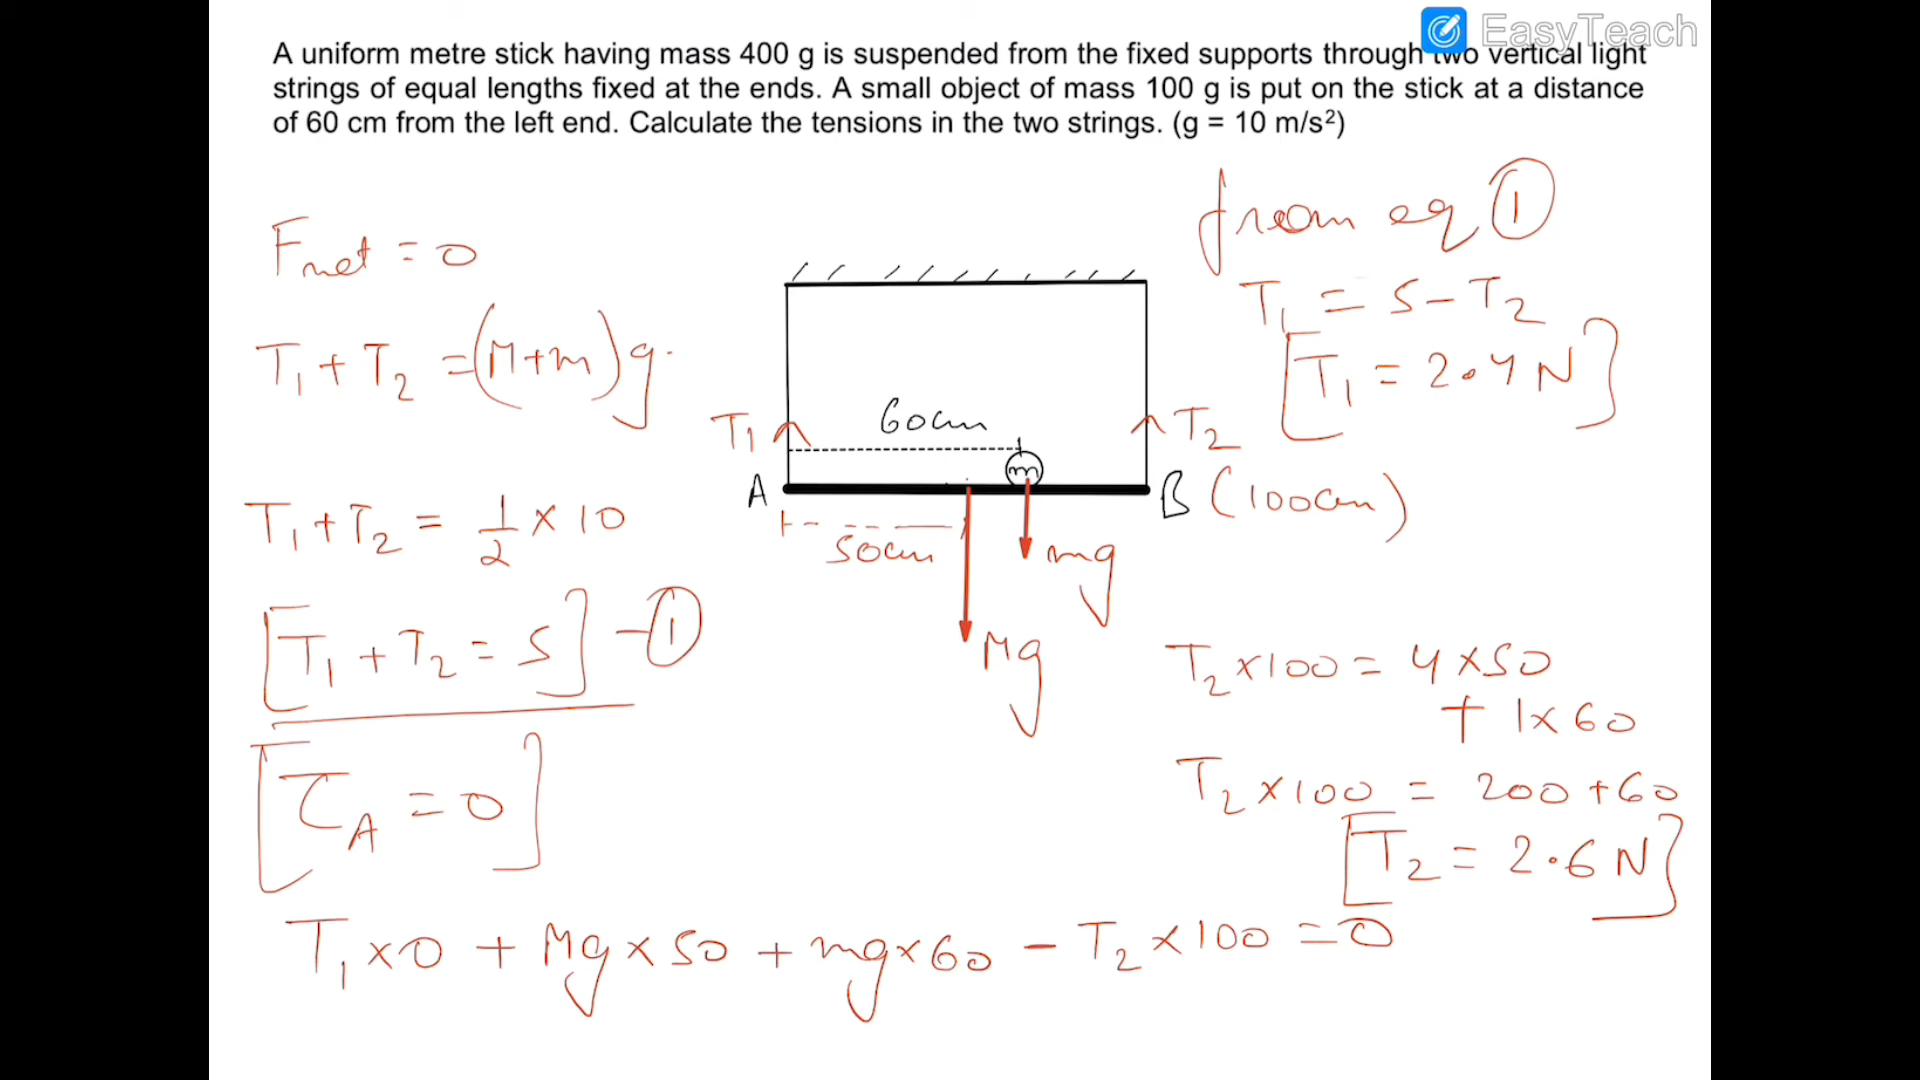 EasyTeach
A uniform metre stick having mass 400 g is suspended from the fixed supports through two vertical light
strings of equal lengths fixed at the ends. A small object of mass 100 g is put on the stick at a distance
of 60 cm from the left end. Calculate the tensions in the two strings. (g = 10 m/s²)
Fnet = 0
T₁ + T₂ = (M+m)g.
T₁ + T₂ = 1/2 × 10
[T₁ + T₂ = 5] - ①
[τ_A = 0]
T₁ × 0 + Mg × 50 + mg × 60 - T₂ × 100 = 0
60cm
T₁
T₂
m
A
B (100cm)
50cm
mg
Mg
from eq ①
T₁ = 5 - T₂
[T₁ = 2.4 N]
T₂ × 100 = 4 × 50
+ 1 × 60
T₂ × 100 = 200 + 60
[T₂ = 2.6 N]